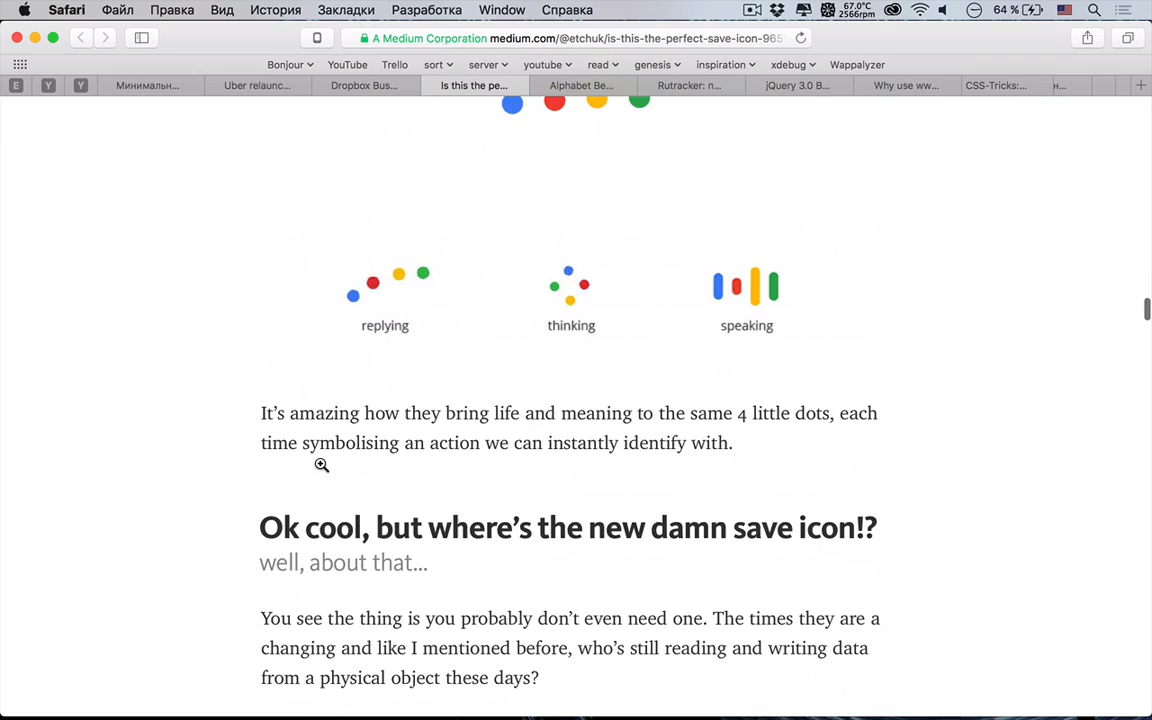 Safari Файл Правка Вид История Закладки Разработка Window Справка 67.0°C 2566rpm 64 %
A Medium Corporation medium.com/@etchuk/is-this-the-perfect-save-icon-965
Bonjour YouTube Trello sort server youtube read genesis inspiration xdebug Wappalyzer
E Y Y Минимальн... Uber relaunc... Dropbox Bus... Is this the pe... Alphabet Be... Rutracker: п... jQuery 3.0 B... Why use ww... CSS-Tricks:...
replying thinking speaking
It’s amazing how they bring life and meaning to the same 4 little dots, each
time symbolising an action we can instantly identify with.
Ok cool, but where’s the new damn save icon!?
well, about that...
You see the thing is you probably don’t even need one. The times they are a
changing and like I mentioned before, who’s still reading and writing data
from a physical object these days?